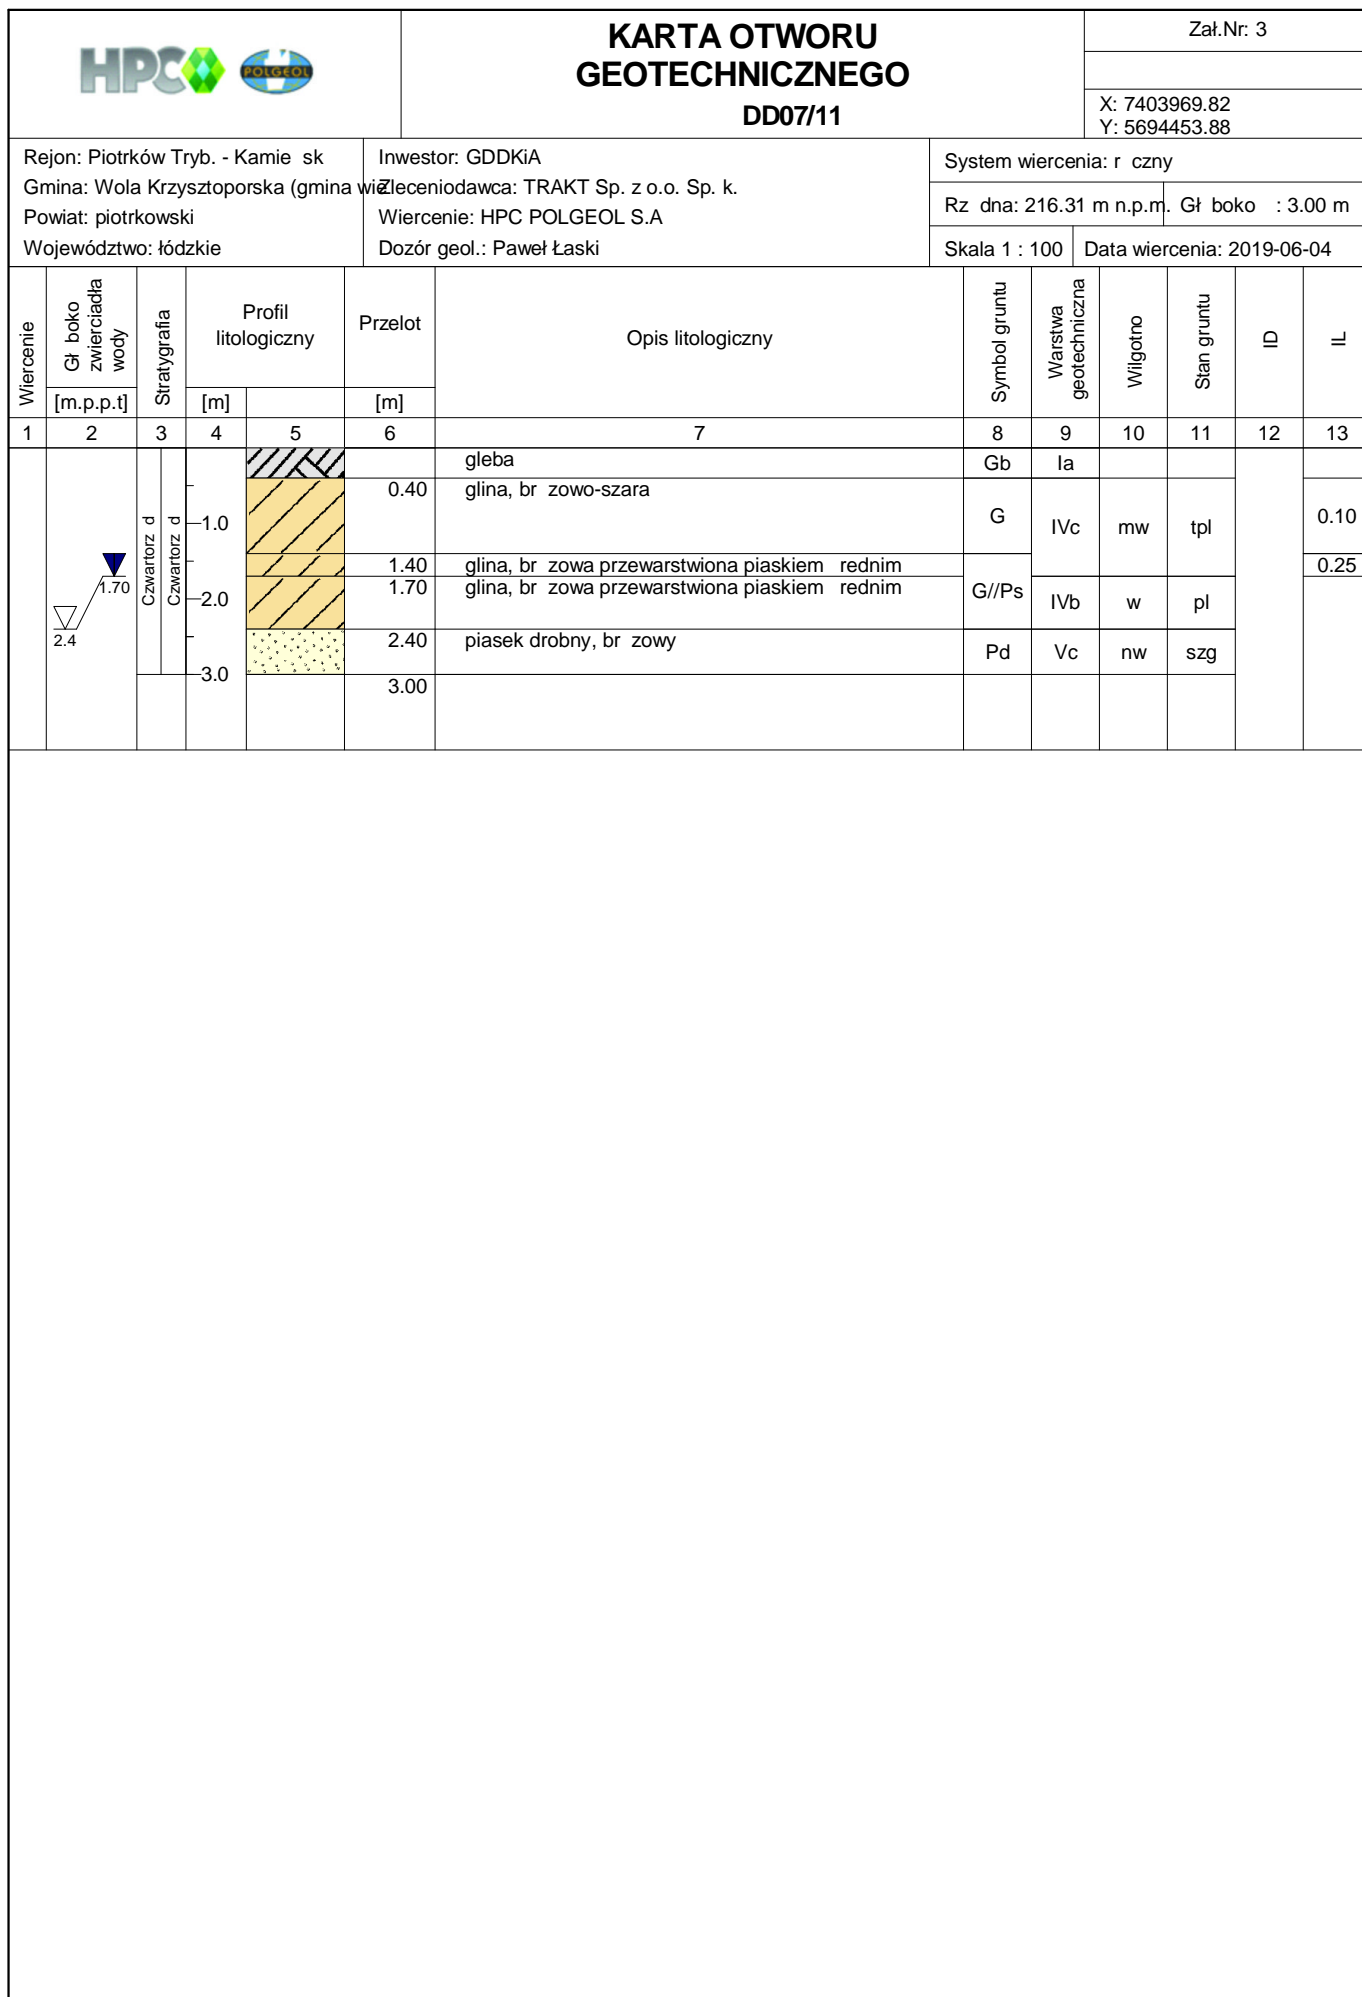 HPC POLGEOL
KARTA OTWORU
GEOTECHNICZNEGO
DD07/11
Zał.Nr: 3
X: 7403969.82
Y: 5694453.88
Rejon: Piotrków Tryb. - Kamie sk
Gmina: Wola Krzysztoporska (gmina wie
Powiat: piotrkowski
Województwo: łódzkie
Inwestor: GDDKiA
Zleceniodawca: TRAKT Sp. z o.o. Sp. k.
Wiercenie: HPC POLGEOL S.A
Dozór geol.: Paweł Łaski
System wiercenia: r czny
Rz dna: 216.31 m n.p.m. Gł boko : 3.00 m
Skala 1 : 100 Data wiercenia: 2019-06-04
Wiercenie
Gł boko
zwierciadła
wody
[m.p.p.t]
Stratygrafia
Profil
litologiczny
[m]
Przelot
[m]
Opis litologiczny
Symbol gruntu
Warstwa
geotechniczna
Wilgotno
Stan gruntu
ID
IL
1 2 3 4 5 6 7 8 9 10 11 12 13
gleba Gb Ia
0.40 glina, br zowo-szara
G IVc mw tpl 0.10
1.0
1.40 glina, br zowa przewarstwiona piaskiem rednim 0.25
1.70 glina, br zowa przewarstwiona piaskiem rednim
G//Ps IVb w pl
1.70
2.0
2.4
Czwartorz d
Czwartorz d
2.40 piasek drobny, br zowy
Pd Vc nw szg
3.0
3.00